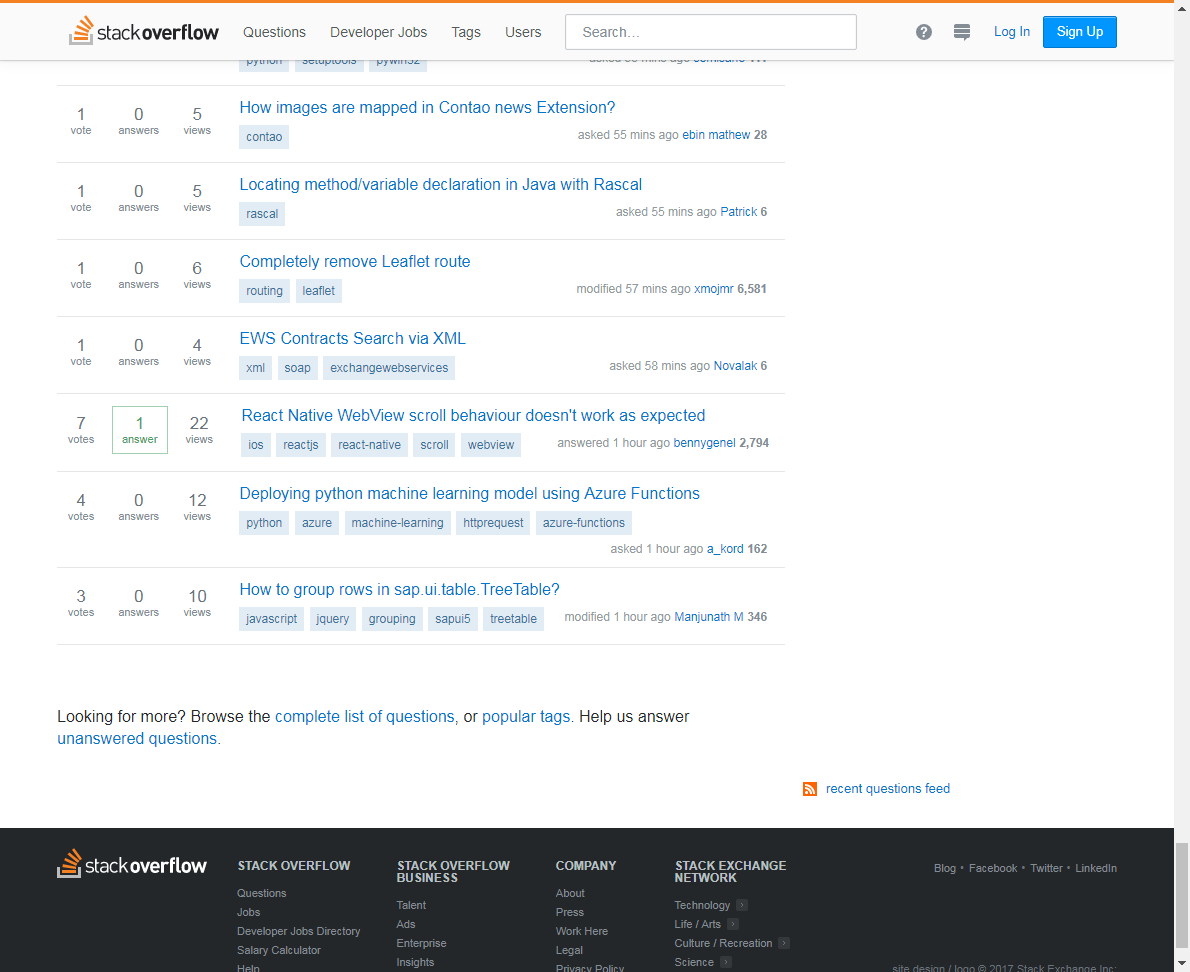 stackoverflow Questions Developer Jobs Tags Users Search... Log In Sign Up
python setuptools pywin32
1 0 5 How images are mapped in Contao news Extension?
vote answers views contao asked 55 mins ago ebin mathew 28
1 0 5 Locating method/variable declaration in Java with Rascal
vote answers views rascal asked 55 mins ago Patrick 6
1 0 6 Completely remove Leaflet route
vote answers views routing leaflet modified 57 mins ago xmojmr 6,581
1 0 4 EWS Contracts Search via XML
vote answers views xml soap exchangewebservices asked 58 mins ago Novalak 6
7 1 22 React Native WebView scroll behaviour doesn't work as expected
votes answer views ios reactjs react-native scroll webview answered 1 hour ago bennygenel 2,794
4 0 12 Deploying python machine learning model using Azure Functions
votes answers views python azure machine-learning httprequest azure-functions
asked 1 hour ago a_kord 162
3 0 10 How to group rows in sap.ui.table.TreeTable?
votes answers views javascript jquery grouping sapui5 treetable modified 1 hour ago Manjunath M 346
Looking for more? Browse the complete list of questions, or popular tags. Help us answer
unanswered questions.
recent questions feed
stackoverflow
STACK OVERFLOW
Questions
Jobs
Developer Jobs Directory
Salary Calculator
Help
STACK OVERFLOW
BUSINESS
Talent
Ads
Enterprise
Insights
COMPANY
About
Press
Work Here
Legal
Privacy Policy
STACK EXCHANGE
NETWORK
Technology
Life / Arts
Culture / Recreation
Science
Blog • Facebook • Twitter • LinkedIn
site design / logo © 2017 Stack Exchange Inc;